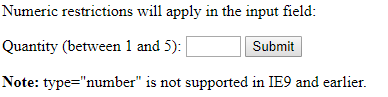 Numeric restrictions will apply in the input field:
Quantity (between 1 and 5): Submit
Note: type="number" is not supported in IE9 and earlier.